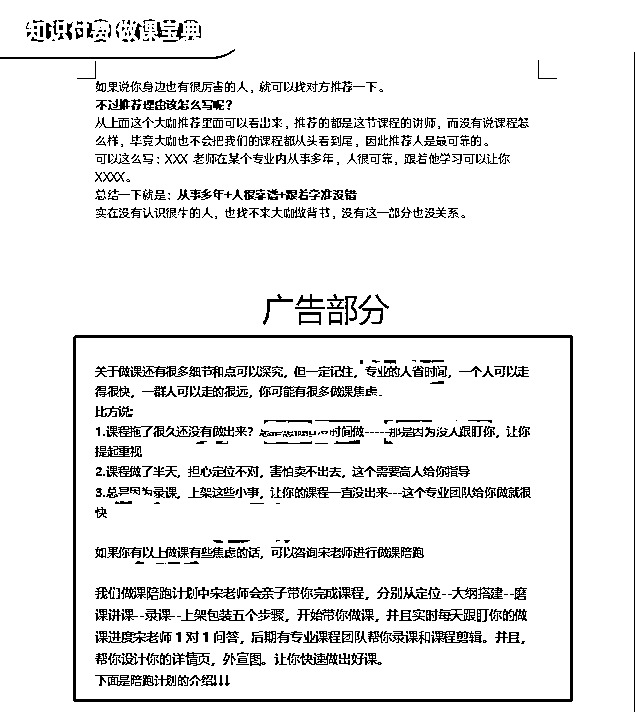 知识付费 做课宝典
如果说你身边也有很厉害的人，就可以找对方推荐一下。
不过推荐理由该怎么写呢？
从上面这个大咖推荐里面可以看出来，推荐的都是这节课程的讲师，而没有说课程怎
么样，毕竟大咖也不会把我们的课程都从头看到尾，因此推荐人是最可靠的。
可以这么写：XXX 老师在某个专业内从事多年，人很可靠，跟着他学习可以让你
XXXX。
总结一下就是：从事多年+人很靠谱+跟着学准没错
实在没有认识很牛的人，也找不来大咖做背书，没有这一部分也没关系。
广告部分
关于做课还有很多细节和点可以深究，但一定记住，专业的人省时间，一个人可以走
得很快，一群人可以走的很远，你可能有很多做课焦虑。
比方说：
1.课程拖了很久还没有做出来？时间做-----那是因为没人跟盯你，让你
提起重视
2.课程做了半天，担心定位不对，害怕卖不出去，这个需要高人给你指导
3.总是因为录课，上架这些小事，让你的课程一直没出来---这个专业团队给你做就很
快
如果你有以上做课有些焦虑的话，可以咨询宋老师进行做课陪跑
我们做课陪跑计划中宋老师会亲子带你完成课程，分别从定位--大纲搭建--磨
课讲课--录课--上架包装五个步骤，开始带你做课，并且实时每天跟盯你的做
课进度宋老师 1 对 1 问答，后期有专业课程团队帮你录课和课程剪辑。并且，
帮你设计你的详情页，外宣图。让你快速做出好课。
下面是陪跑计划的介绍！！！